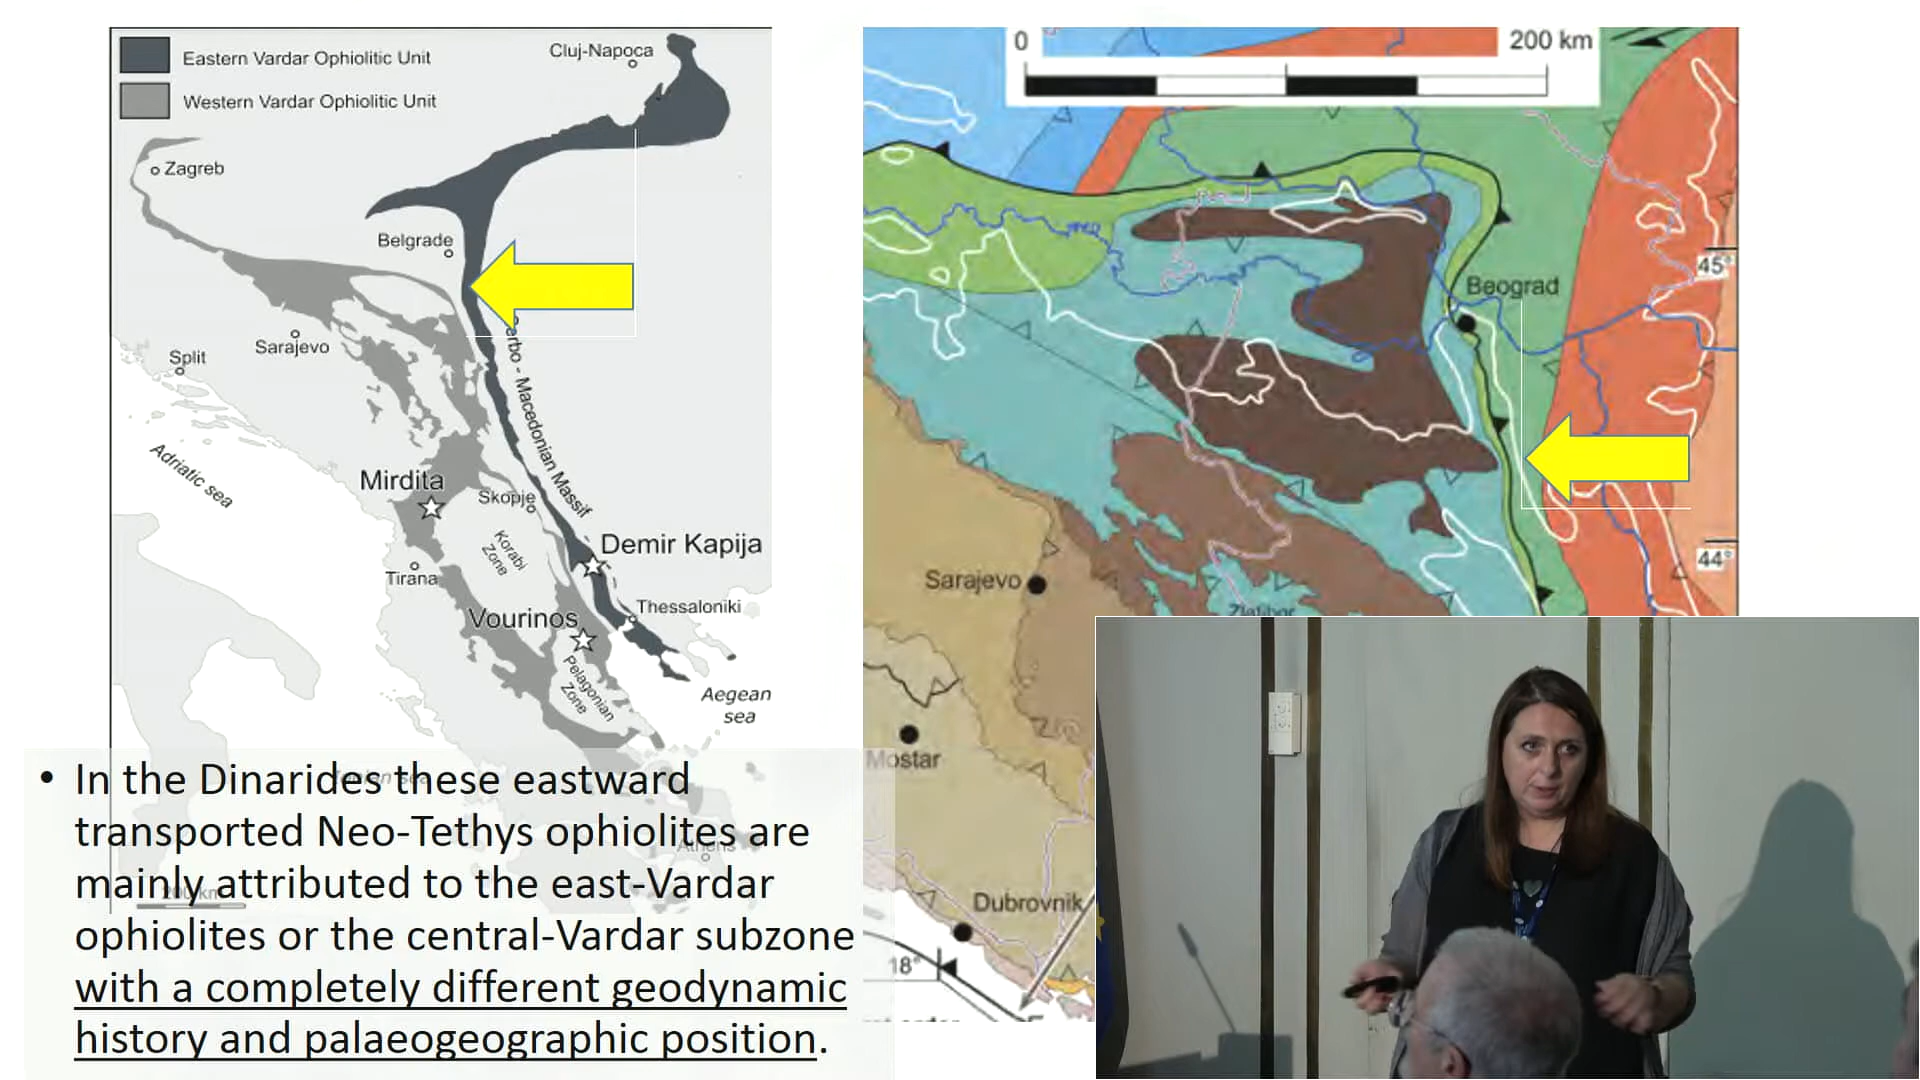 Eastern Vardar Ophiolitic Unit
Western Vardar Ophiolitic Unit
Cluj-Napoca
Zagreb
Belgrade
Sarajevo
Split
Adriatic sea
Mirdita
Skopje
Macedonian Massif
Korabi
Zone
Demir Kapija
Tirana
Thessaloniki
Vourinos
Pelagonian
Zone
Aegean
sea
Athens
• In the Dinarides these eastward
transported Neo-Tethys ophiolites are
mainly attributed to the east-Vardar
ophiolites or the central-Vardar subzone
with a completely different geodynamic
history and palaeogeographic position.
0 200 km
45°
Beograd
44°
Sarajevo
Zlatibor
Mostar
Dubrovnik
18°